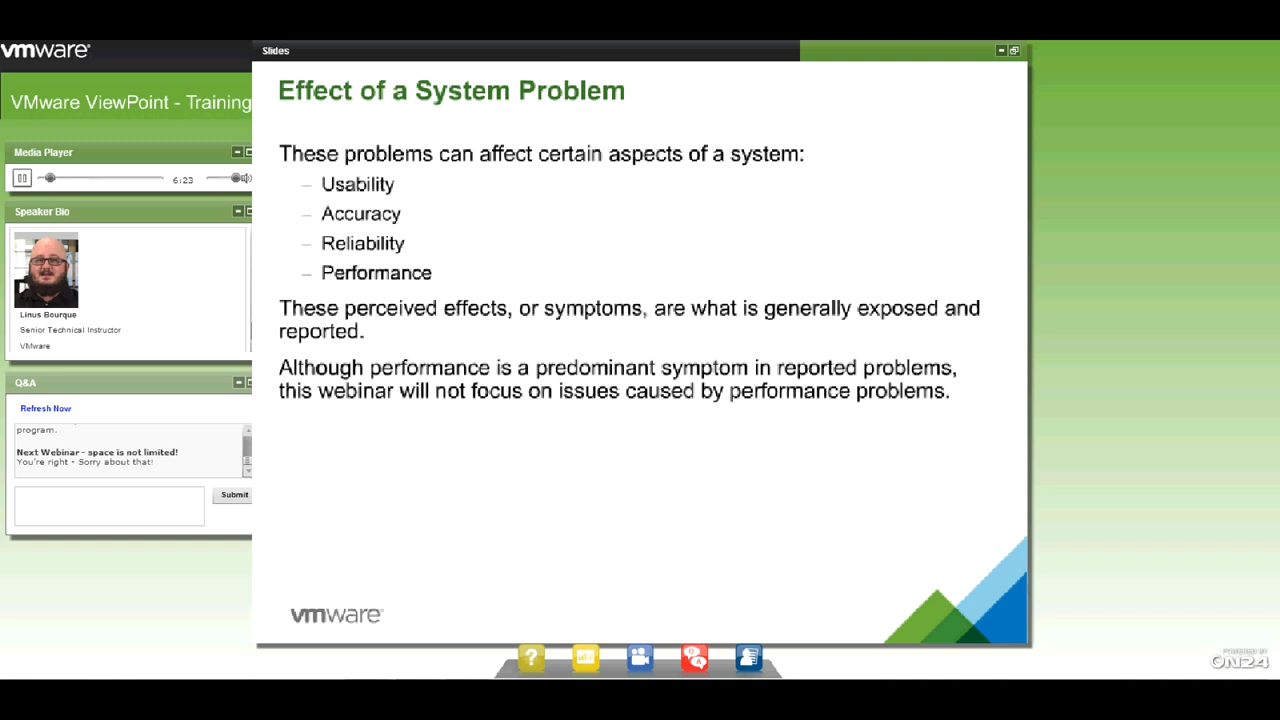 vmware
VMware ViewPoint - Training
Media Player
6:23
Speaker Bio
Linus Bourque
Senior Technical Instructor
VMware
Q&A
Refresh Now
program.
Next Webinar - space is not limited!
You're right - Sorry about that!
Submit
Slides
Effect of a System Problem
These problems can affect certain aspects of a system:
– Usability
– Accuracy
– Reliability
– Performance
These perceived effects, or symptoms, are what is generally exposed and
reported.
Although performance is a predominant symptom in reported problems,
this webinar will not focus on issues caused by performance problems.
vmware
?
Q A
POWERED BY
ON24